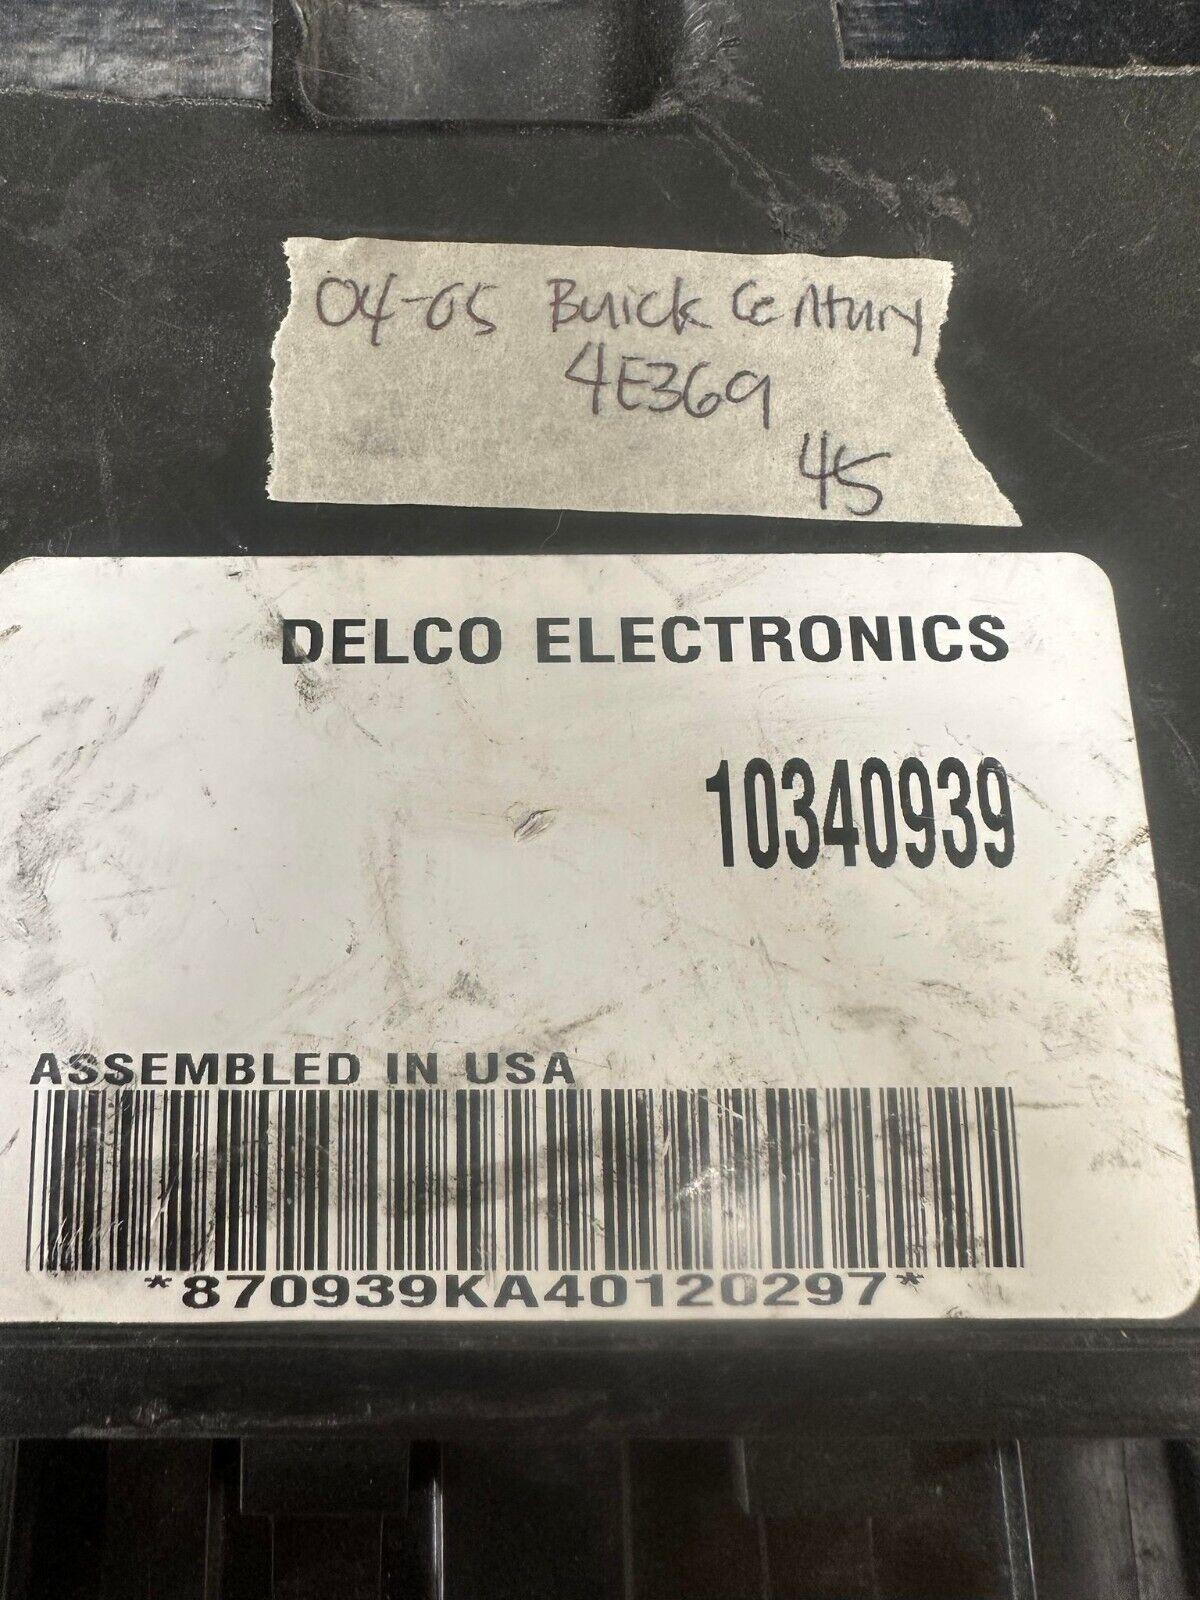 04-05 Buick Century
4E369
45
DELCO ELECTRONICS
10340939
ASSEMBLED IN USA
*870939KA40120297*